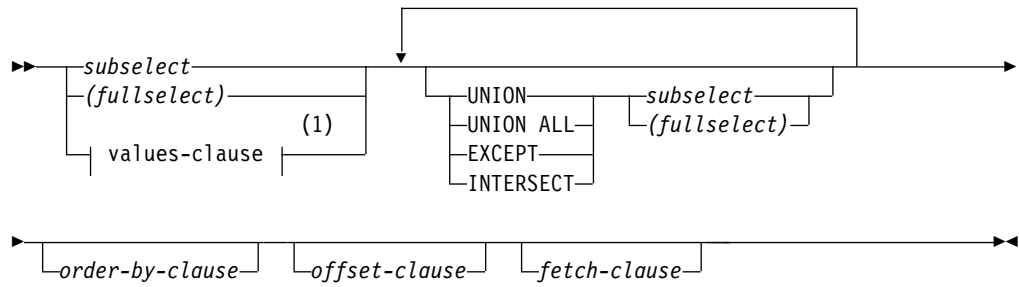 subselect
(fullselect)
(1)
values-clause
UNION
UNION ALL
EXCEPT
INTERSECT
subselect
(fullselect)
order-by-clause
offset-clause
fetch-clause